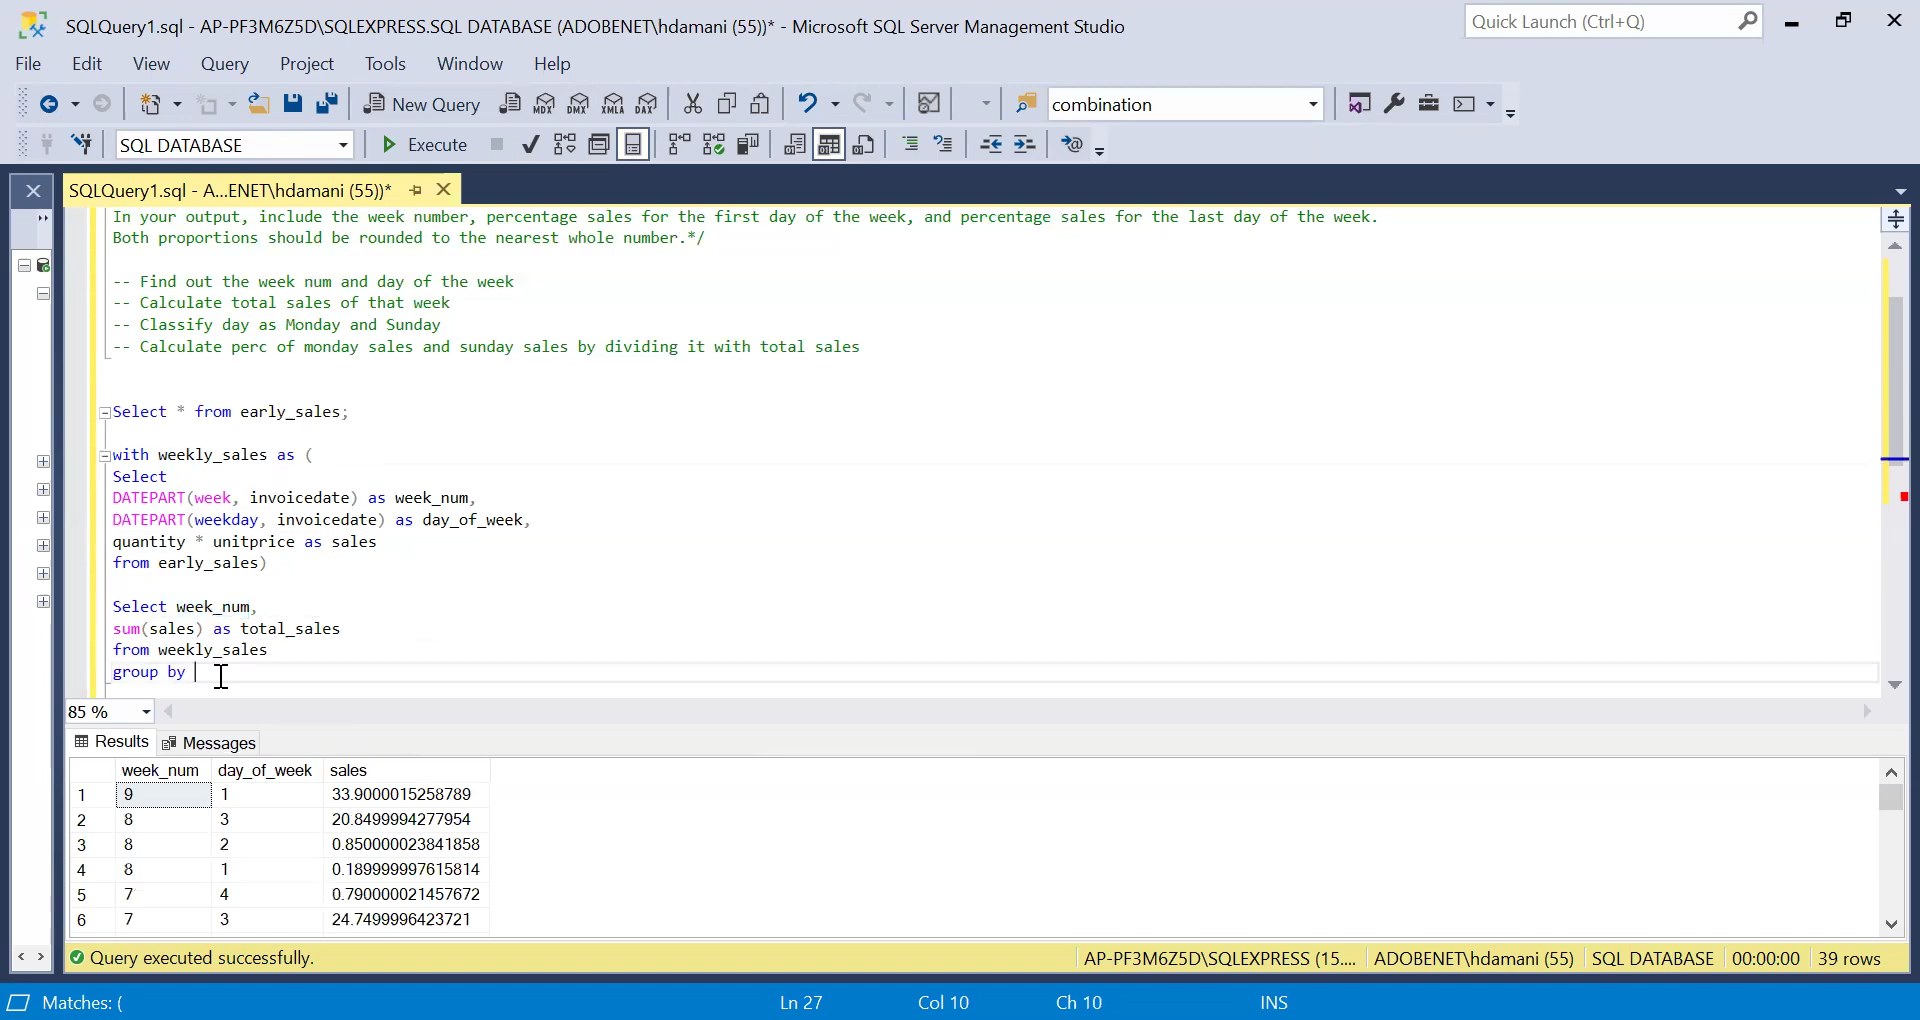 SQLQuery1.sql - AP-PF3M6Z5D\SQLEXPRESS.SQL DATABASE (ADOBENET\hdamani (55))* - Microsoft SQL Server Management Studio
Quick Launch (Ctrl+Q)
File Edit View Query Project Tools Window Help
New Query MDX DMX XMLA DAX combination
SQL DATABASE Execute
SQLQuery1.sql - A...ENET\hdamani (55))*
In your output, include the week number, percentage sales for the first day of the week, and percentage sales for the last day of the week.
Both proportions should be rounded to the nearest whole number.*/
-- Find out the week num and day of the week
-- Calculate total sales of that week
-- Classify day as Monday and Sunday
-- Calculate perc of monday sales and sunday sales by dividing it with total sales
Select * from early_sales;
with weekly_sales as (
Select
DATEPART(week, invoicedate) as week_num,
DATEPART(weekday, invoicedate) as day_of_week,
quantity * unitprice as sales
from early_sales)
Select week_num,
sum(sales) as total_sales
from weekly_sales
group by
85 %
Results Messages
week_num day_of_week sales
1 9 1 33.9000015258789
2 8 3 20.8499994277954
3 8 2 0.850000023841858
4 8 1 0.189999997615814
5 7 4 0.790000021457672
6 7 3 24.7499996423721
Query executed successfully. AP-PF3M6Z5D\SQLEXPRESS (15.... ADOBENET\hdamani (55) SQL DATABASE 00:00:00 39 rows
Matches: ( Ln 27 Col 10 Ch 10 INS